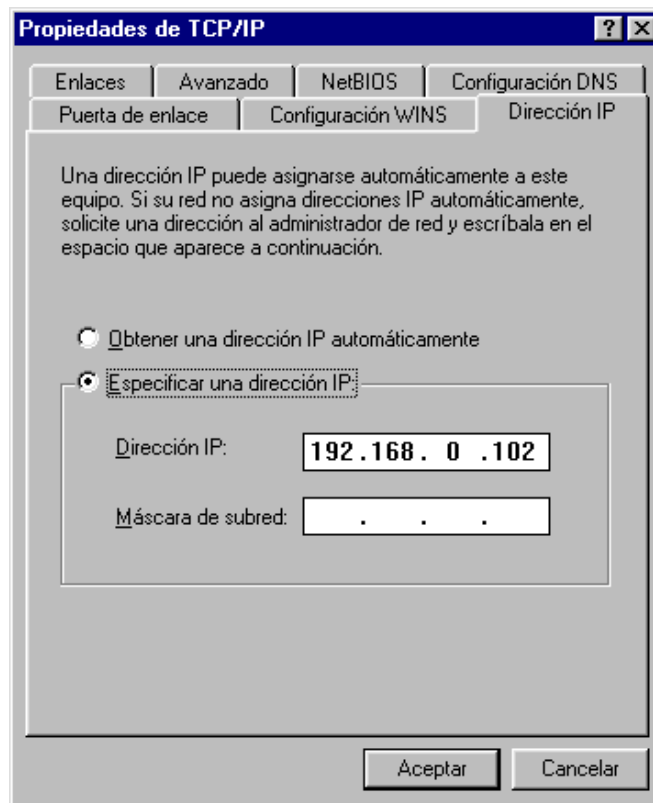 Propiedades de TCP/IP
Enlaces Avanzado NetBIOS Configuración DNS
Puerta de enlace Configuración WINS Dirección IP
Una dirección IP puede asignarse automáticamente a este
equipo. Si su red no asigna direcciones IP automáticamente,
solicite una dirección al administrador de red y escríbala en el
espacio que aparece a continuación.
Obtener una dirección IP automáticamente
Especificar una dirección IP:
Dirección IP: 192.168. 0 .102
Máscara de subred: . . .
Aceptar Cancelar